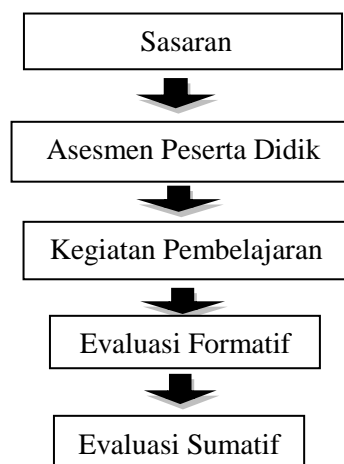 Sasaran
Asesmen Peserta Didik
Kegiatan Pembelajaran
Evaluasi Formatif
Evaluasi Sumatif